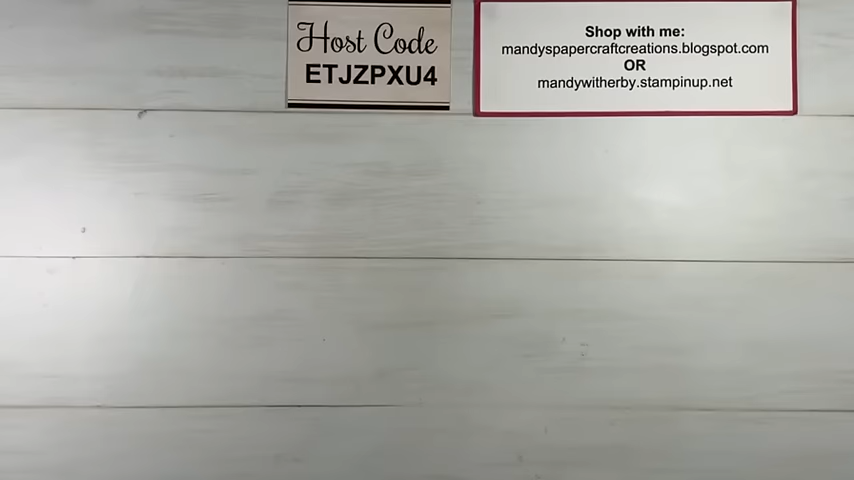 Host Code
ETJZPXU4
Shop with me:
mandyspapercraftcreations.blogspot.com
OR
mandywitherby.stampinup.net